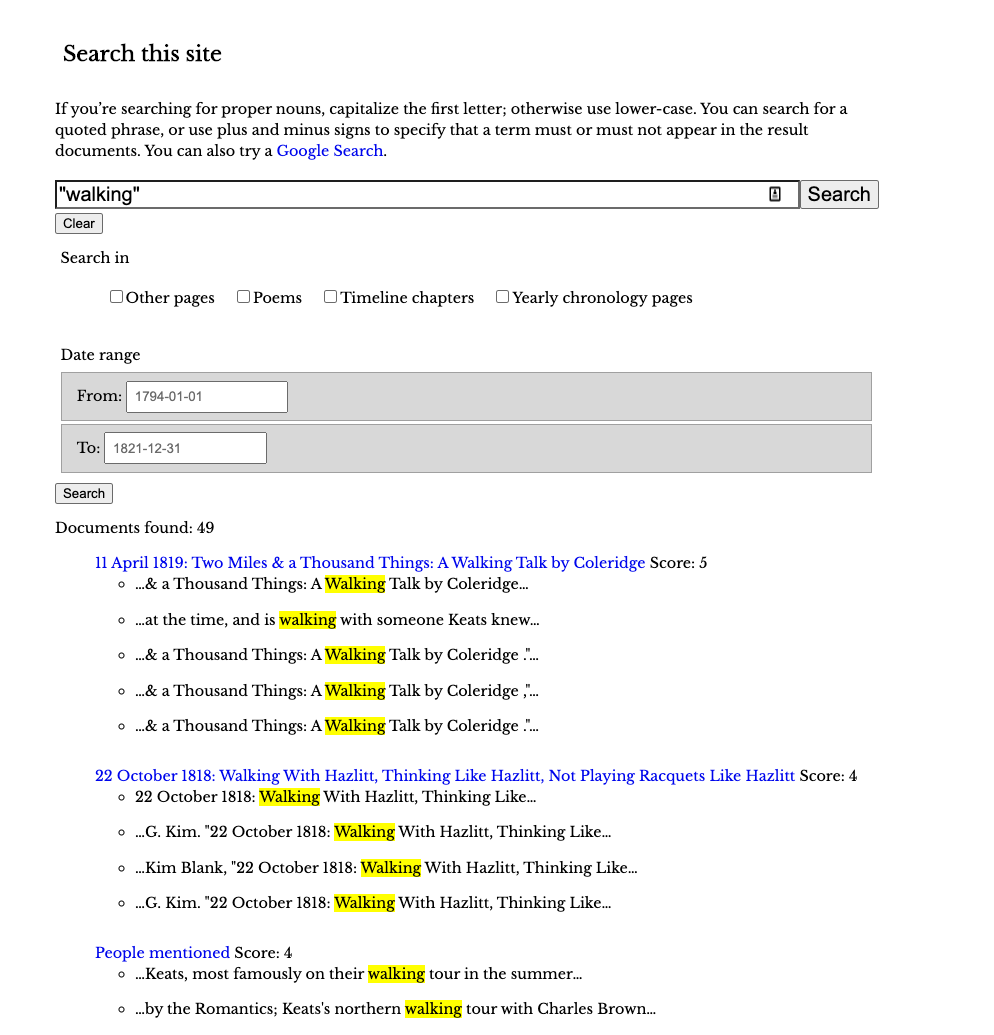 Search this site
If you’re searching for proper nouns, capitalize the first letter; otherwise use lower-case. You can search for a
quoted phrase, or use plus and minus signs to specify that a term must or must not appear in the result
documents. You can also try a Google Search.
"walking" Search
Clear
Search in
Other pages Poems Timeline chapters Yearly chronology pages
Date range
From: 1794-01-01
To: 1821-12-31
Search
Documents found: 49
11 April 1819: Two Miles & a Thousand Things: A Walking Talk by Coleridge Score: 5
...& a Thousand Things: A Walking Talk by Coleridge...
...at the time, and is walking with someone Keats knew...
...& a Thousand Things: A Walking Talk by Coleridge ."...
...& a Thousand Things: A Walking Talk by Coleridge ,"...
...& a Thousand Things: A Walking Talk by Coleridge ."...
22 October 1818: Walking With Hazlitt, Thinking Like Hazlitt, Not Playing Racquets Like Hazlitt Score: 4
22 October 1818: Walking With Hazlitt, Thinking Like...
...G. Kim. "22 October 1818: Walking With Hazlitt, Thinking Like...
...Kim Blank, "22 October 1818: Walking With Hazlitt, Thinking Like...
...G. Kim. "22 October 1818: Walking With Hazlitt, Thinking Like...
People mentioned Score: 4
...Keats, most famously on their walking tour in the summer...
...by the Romantics; Keats's northern walking tour with Charles Brown...